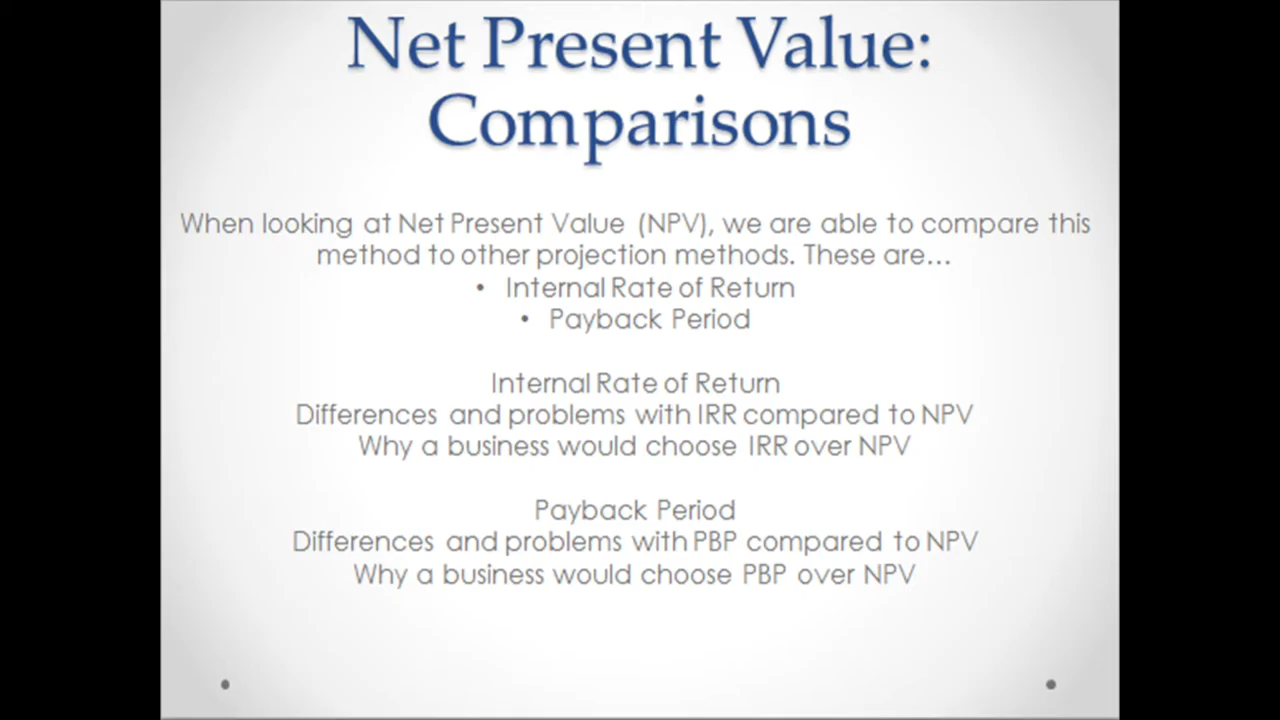 Net Present Value:
Comparisons
When looking at Net Present Value (NPV), we are able to compare this
method to other projection methods. These are…
• Internal Rate of Return
• Payback Period
Internal Rate of Return
Differences and problems with IRR compared to NPV
Why a business would choose IRR over NPV
Payback Period
Differences and problems with PBP compared to NPV
Why a business would choose PBP over NPV